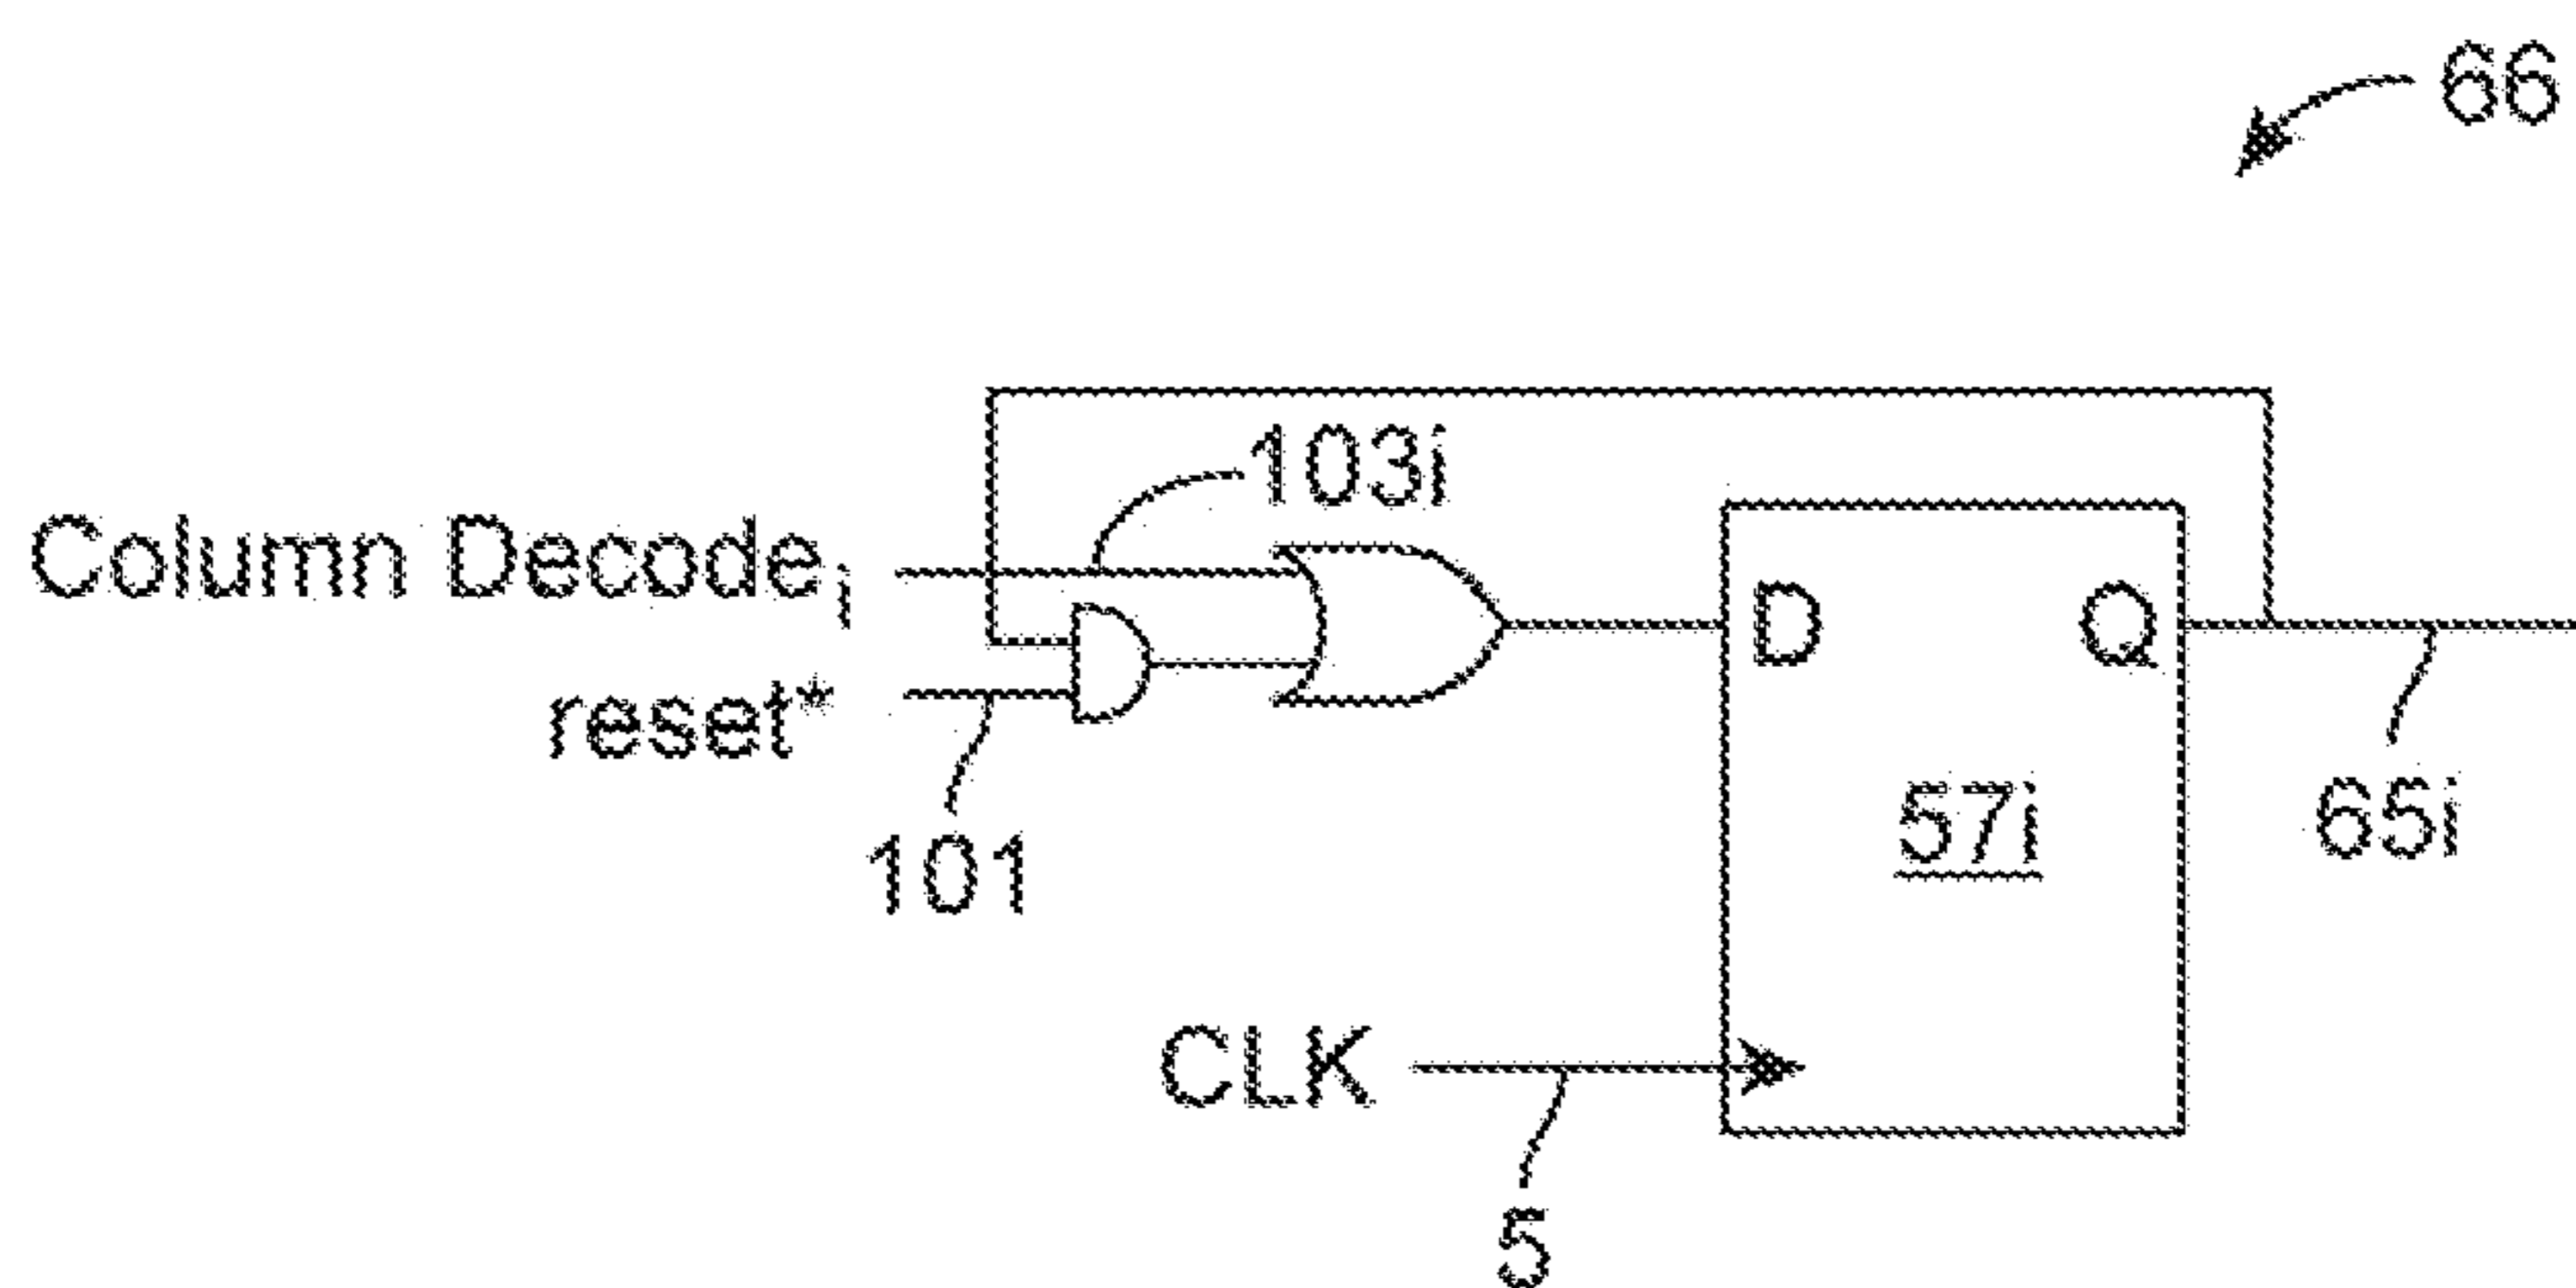 66
103i
Column Decodei
reset*
101
D
Q
57i
65i
CLK
5